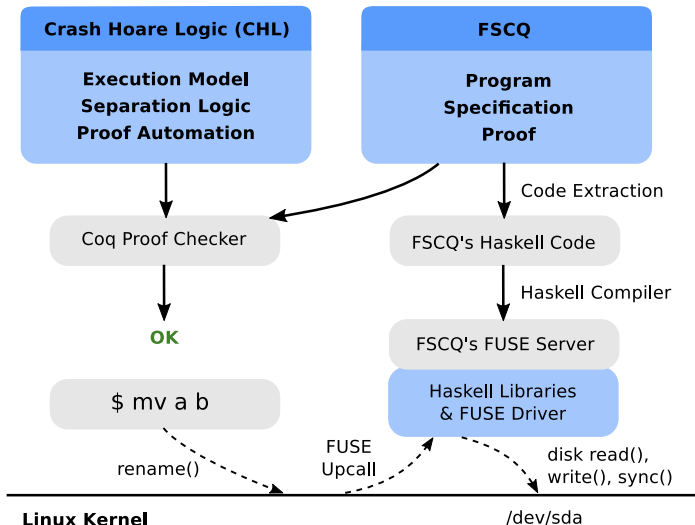 Crash Hoare Logic (CHL)
Execution Model
Separation Logic
Proof Automation
FSCQ
Program
Specification
Proof
Code Extraction
Coq Proof Checker
FSCQ's Haskell Code
Haskell Compiler
OK
FSCQ's FUSE Server
Haskell Libraries
& FUSE Driver
$ mv a b
rename()
FUSE
Upcall
disk read(),
write(), sync()
Linux Kernel
/dev/sda